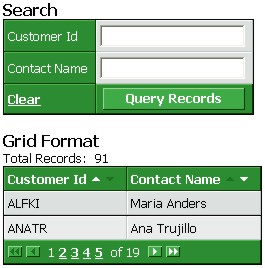 Search
Customer Id
Contact Name
Clear Query Records
Grid Format
Total Records: 91
Customer Id Contact Name
ALFKI Maria Anders
ANATR Ana Trujillo
1 2 3 4 5 of 19